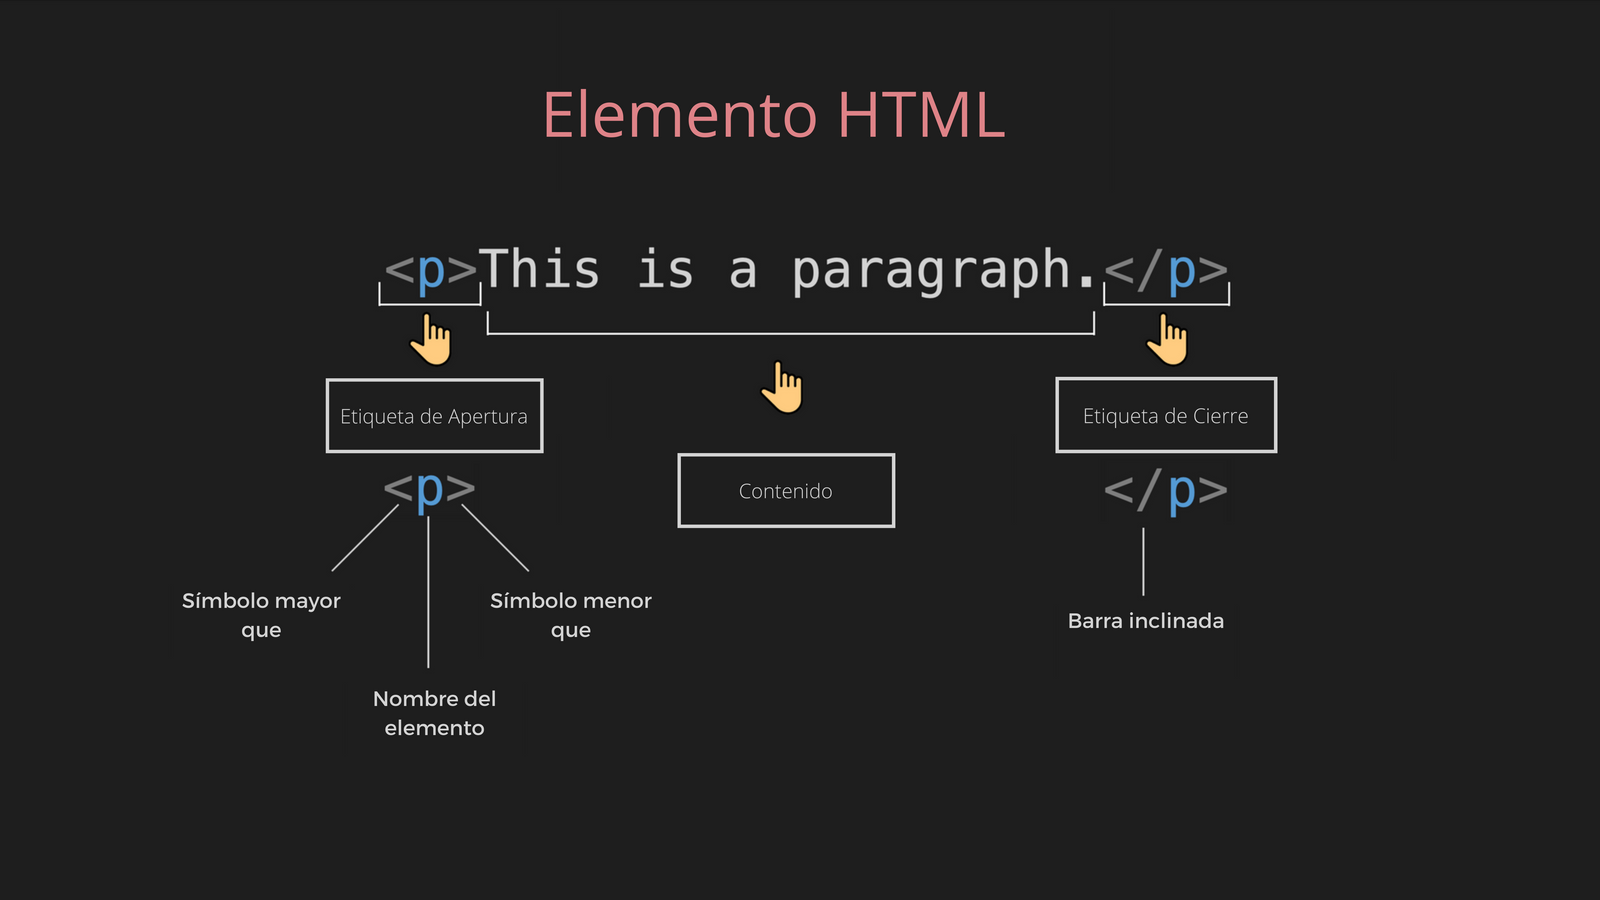 Elemento HTML
<p>This is a paragraph.</p>
Etiqueta de Apertura
Contenido
Etiqueta de Cierre
<p>
</p>
Símbolo mayor
que
Símbolo menor
que
Nombre del
elemento
Barra inclinada